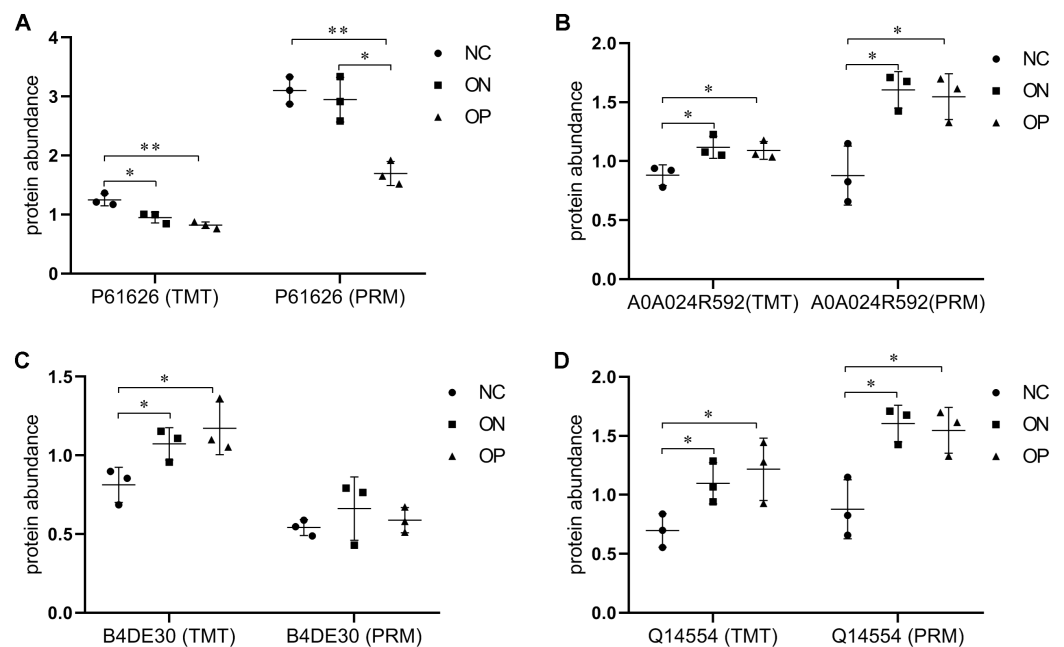 A
protein abundance
4
3
2
1
0
** *
** *
P61626 (TMT) P61626 (PRM)
NC
ON
OP
B
protein abundance
2.0
1.5
1.0
0.5
0.0
* *
* *
A0A024R592(TMT) A0A024R592(PRM)
NC
ON
OP
C
protein abundance
1.5
1.0
0.5
0.0
*
*
B4DE30 (TMT) B4DE30 (PRM)
NC
ON
OP
D
protein abundance
2.0
1.5
1.0
0.5
0.0
* *
* *
Q14554 (TMT) Q14554 (PRM)
NC
ON
OP